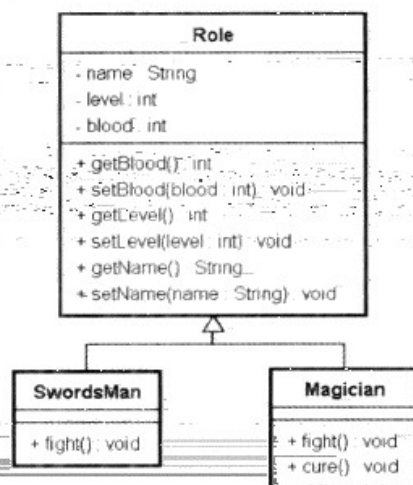 Role
- name : String
- level : int
- blood : int
+ getBlood() : int
+ setBlood(blood : int) : void
+ getLevel() : int
+ setLevel(level : int) : void
+ getName() : String
+ setName(name : String) : void
SwordsMan
+ fight() : void
Magician
+ fight() : void
+ cure() : void